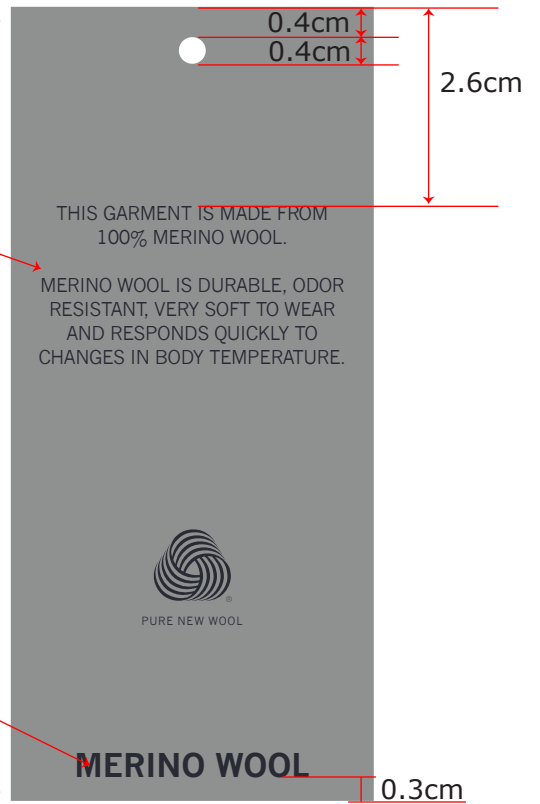 0.4cm
0.4cm
2.6cm
THIS GARMENT IS MADE FROM
100% MERINO WOOL.
MERINO WOOL IS DURABLE, ODOR
RESISTANT, VERY SOFT TO WEAR
AND RESPONDS QUICKLY TO
CHANGES IN BODY TEMPERATURE.
®
PURE NEW WOOL
MERINO WOOL
0.3cm